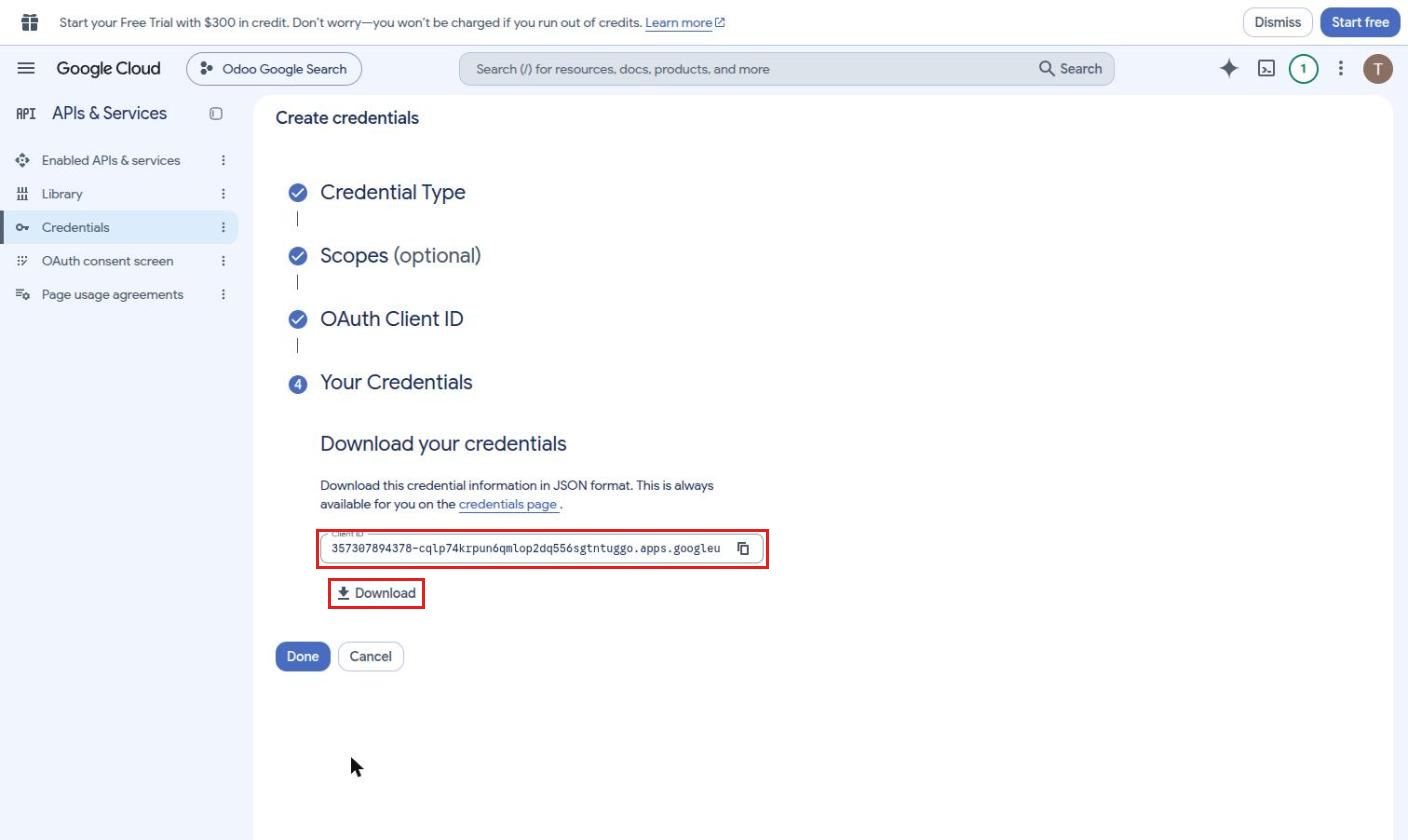 Start your Free Trial with $300 in credit. Don't worry—you won't be charged if you run out of credits. Learn more
Dismiss
Start free
Google Cloud
Odoo Google Search
Search (/) for resources, docs, products, and more
Search
1
T
API APIs & Services
Enabled APIs & services
Library
Credentials
OAuth consent screen
Page usage agreements
Create credentials
Credential Type
Scopes (optional)
OAuth Client ID
4 Your Credentials
Download your credentials
Download this credential information in JSON format. This is always
available for you on the credentials page .
Client ID
357307894378-cqlp74krpun6qmlop2dq556sgtntuggo.apps.googleu
Download
Done
Cancel